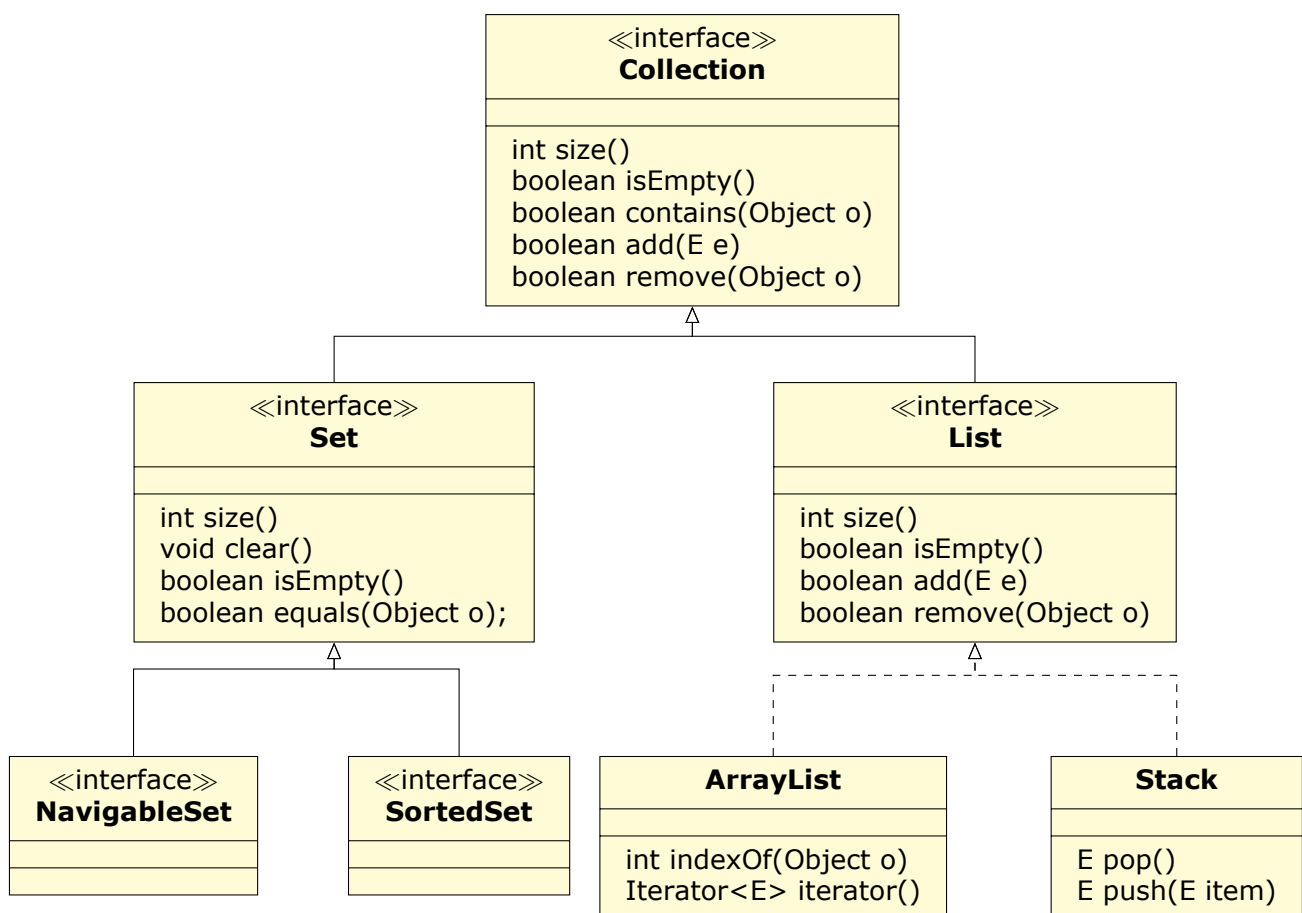 ≪interface≫
Collection
int size()
boolean isEmpty()
boolean contains(Object o)
boolean add(E e)
boolean remove(Object o)
≪interface≫
Set
int size()
void clear()
boolean isEmpty()
boolean equals(Object o);
≪interface≫
List
int size()
boolean isEmpty()
boolean add(E e)
boolean remove(Object o)
≪interface≫
NavigableSet
≪interface≫
SortedSet
ArrayList
int indexOf(Object o)
Iterator<E> iterator()
Stack
E pop()
E push(E item)